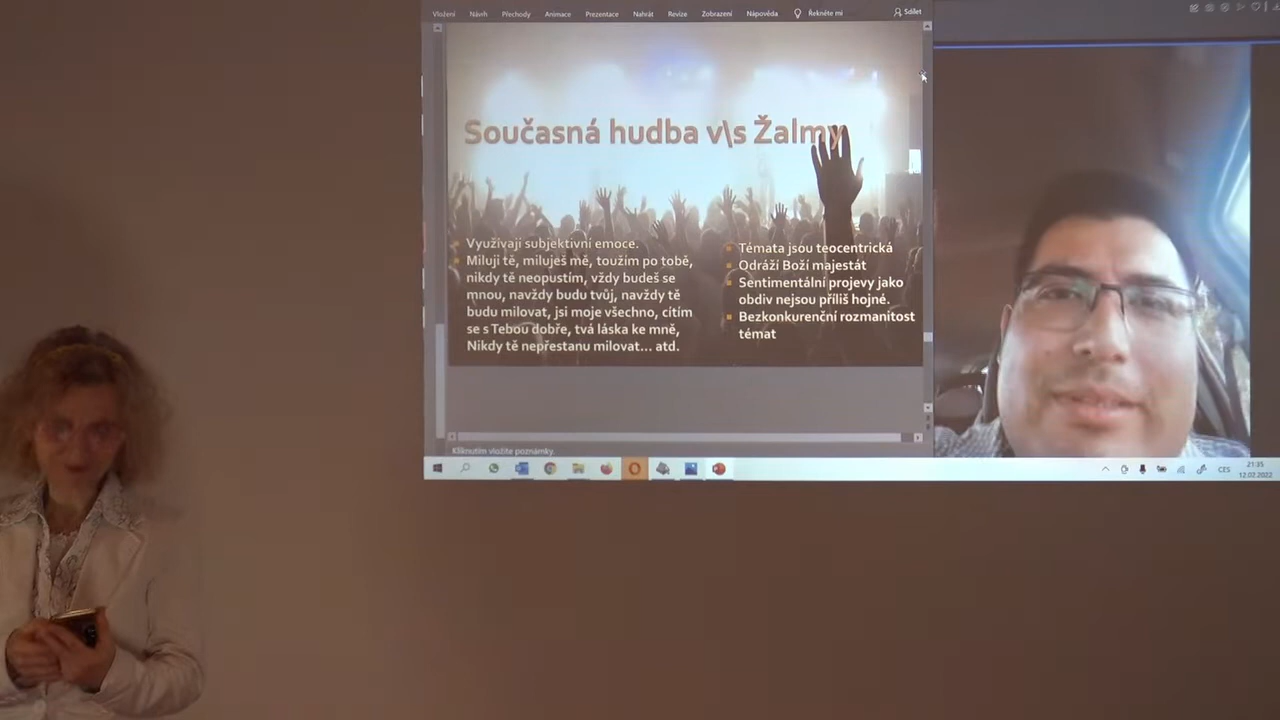 Vložení Návrh Přechody Animace Prezentace Nahrát Revize Zobrazení Nápověda Řekněte mi Sdílet
Současná hudba v\s Žalmy
Využívají subjektivní emoce.
Miluji tě, miluješ mě, toužím po tobě,
nikdy tě neopustím, vždy budeš se
mnou, navždy budu tvůj, navždy tě
budu milovat, jsi moje všechno, cítím
se s Tebou dobře, tvá láska ke mně,
Nikdy tě nepřestanu milovat... atd.
Témata jsou teocentrická
Odráží Boží majestát
Sentimentální projevy jako
obdiv nejsou příliš hojné.
Bezkonkurenční rozmanitost
témat
Kliknutím vložíte poznámky.
CES
21:35
12.02.2022